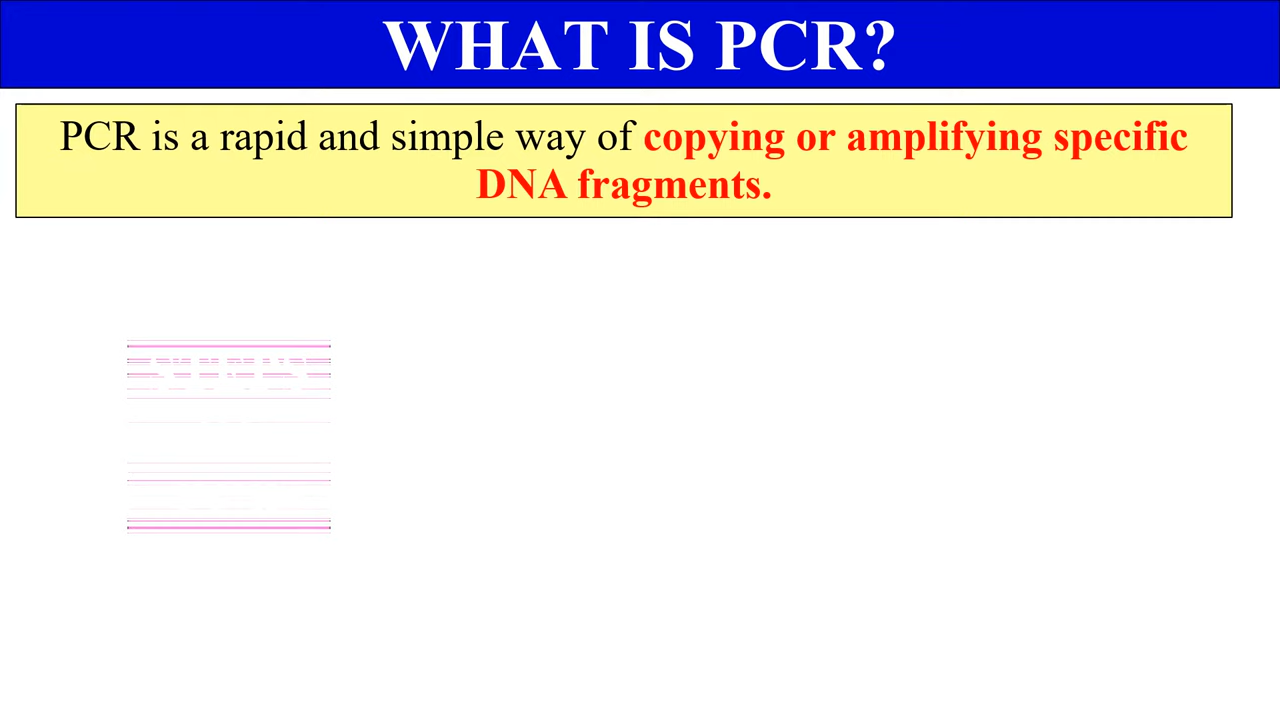 WHAT IS PCR?
PCR is a rapid and simple way of copying or amplifying specific
DNA fragments.